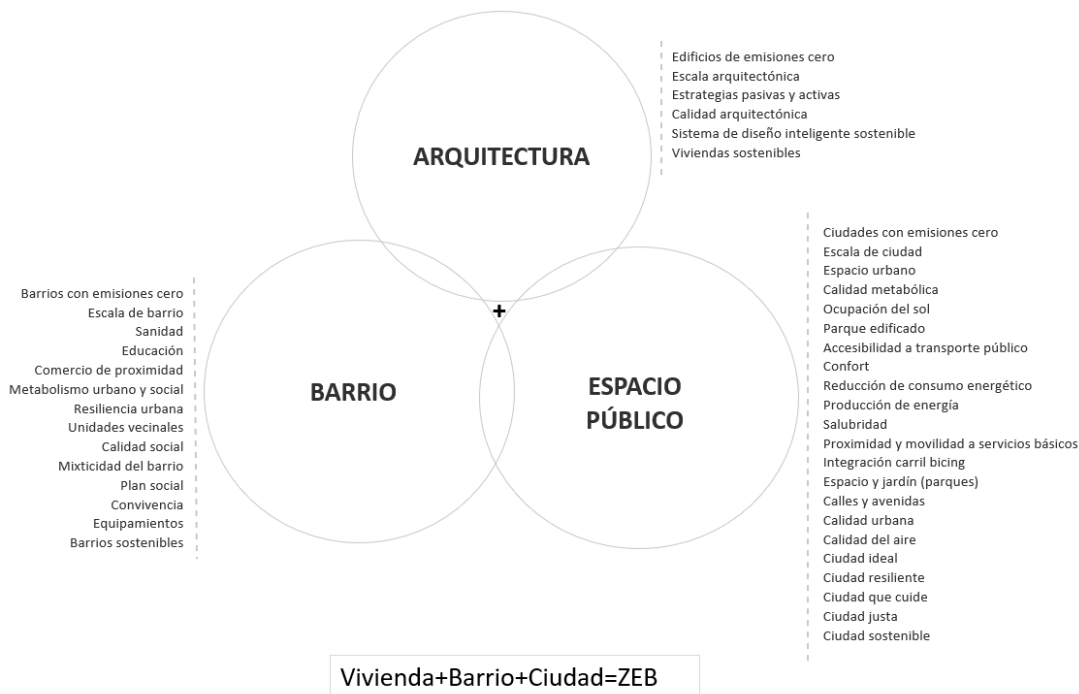 Edificios de emisiones cero
Escala arquitectónica
Estrategias pasivas y activas
Calidad arquitectónica
Sistema de diseño inteligente sostenible
Viviendas sostenibles
ARQUITECTURA
Barrios con emisiones cero
Escala de barrio
Sanidad
Educación
Comercio de proximidad
Metabolismo urbano y social
Resiliencia urbana
Unidades vecinales
Calidad social
Mixticidad del barrio
Plan social
Convivencia
Equipamientos
Barrios sostenibles
+
BARRIO
ESPACIO
PÚBLICO
Ciudades con emisiones cero
Escala de ciudad
Espacio urbano
Calidad metabólica
Ocupación del sol
Parque edificado
Accesibilidad a transporte público
Confort
Reducción de consumo energético
Producción de energía
Salubridad
Proximidad y movilidad a servicios básicos
Integración carril bicing
Espacio y jardín (parques)
Calles y avenidas
Calidad urbana
Calidad del aire
Ciudad ideal
Ciudad resiliente
Ciudad que cuide
Ciudad justa
Ciudad sostenible
Vivienda+Barrio+Ciudad=ZEB